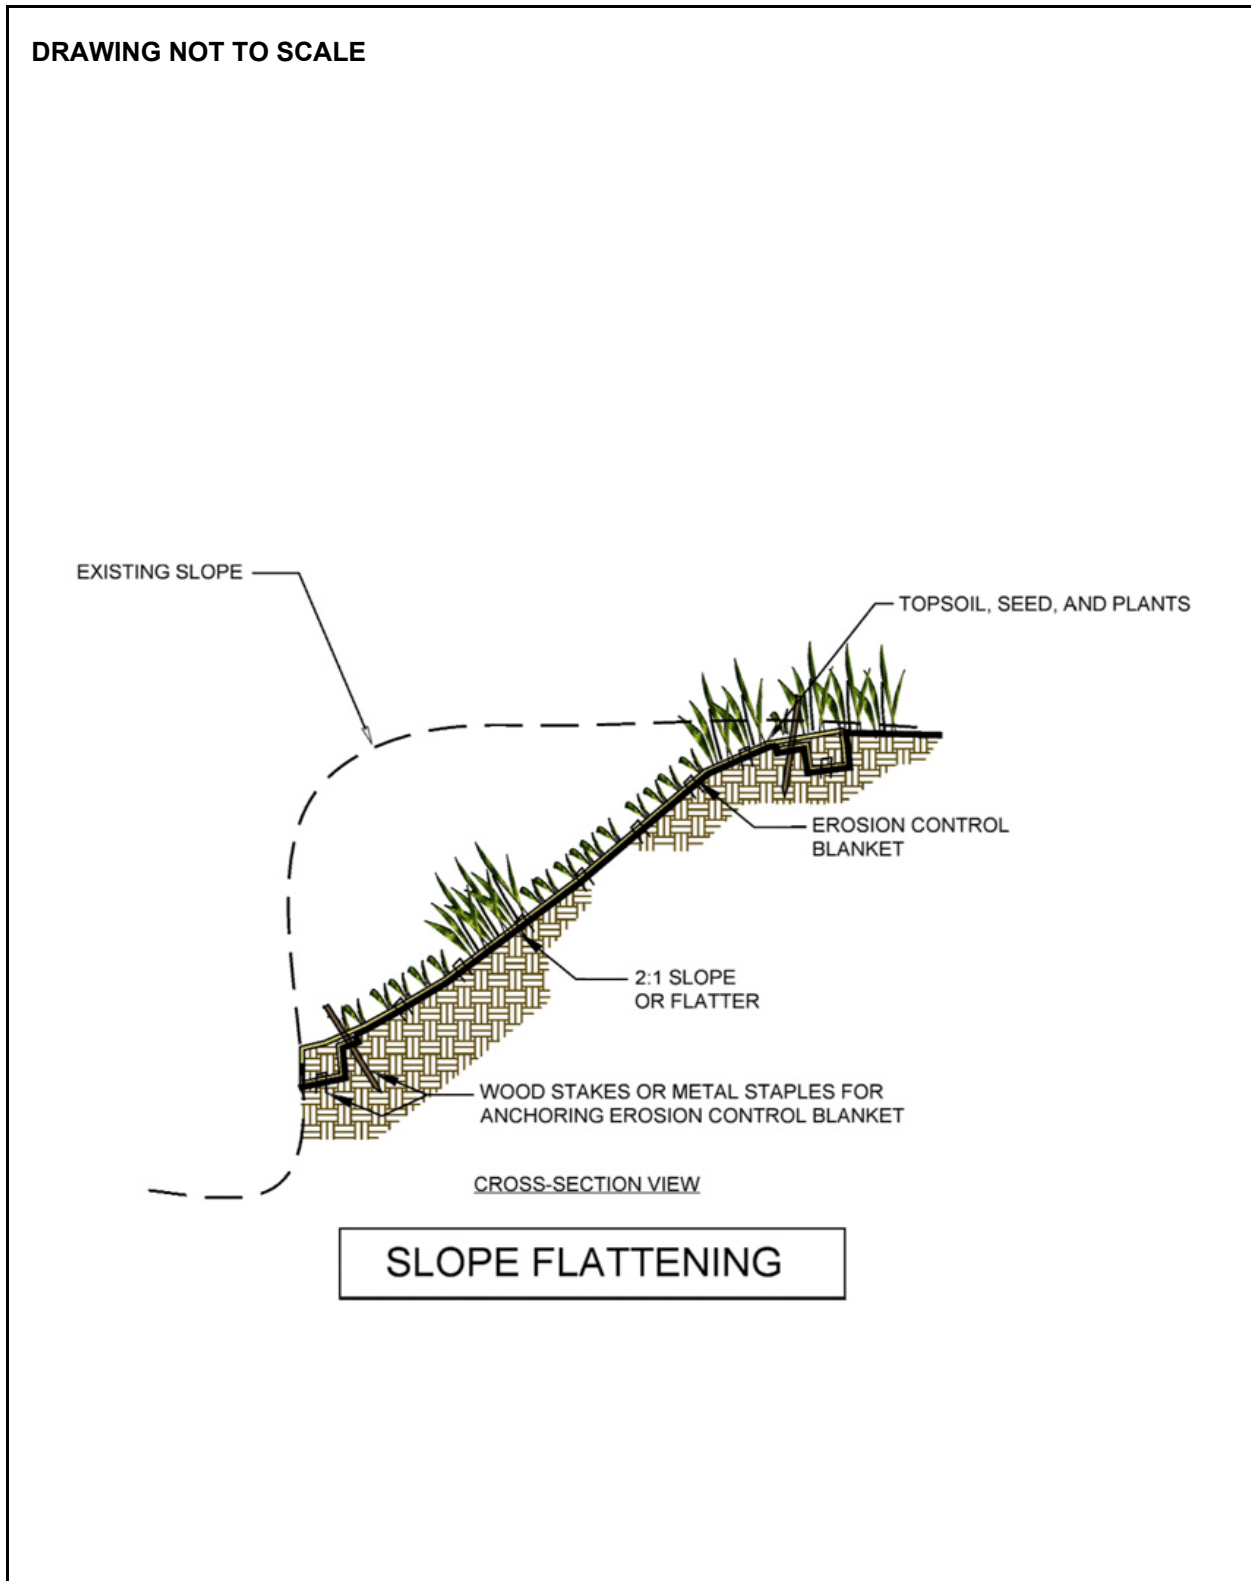 DRAWING NOT TO SCALE
EXISTING SLOPE
TOPSOIL, SEED, AND PLANTS
EROSION CONTROL
BLANKET
2:1 SLOPE
OR FLATTER
WOOD STAKES OR METAL STAPLES FOR
ANCHORING EROSION CONTROL BLANKET
CROSS-SECTION VIEW
SLOPE FLATTENING